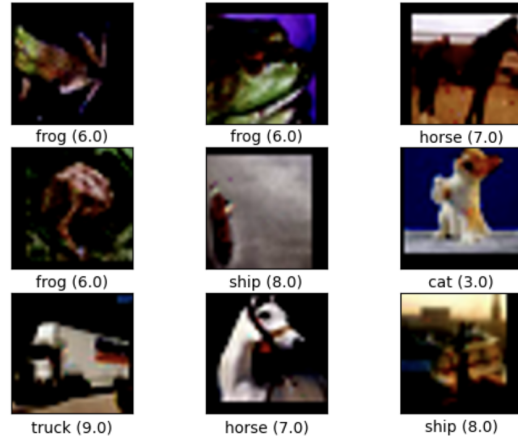 frog (6.0)
frog (6.0)
horse (7.0)
frog (6.0)
ship (8.0)
cat (3.0)
truck (9.0)
horse (7.0)
ship (8.0)